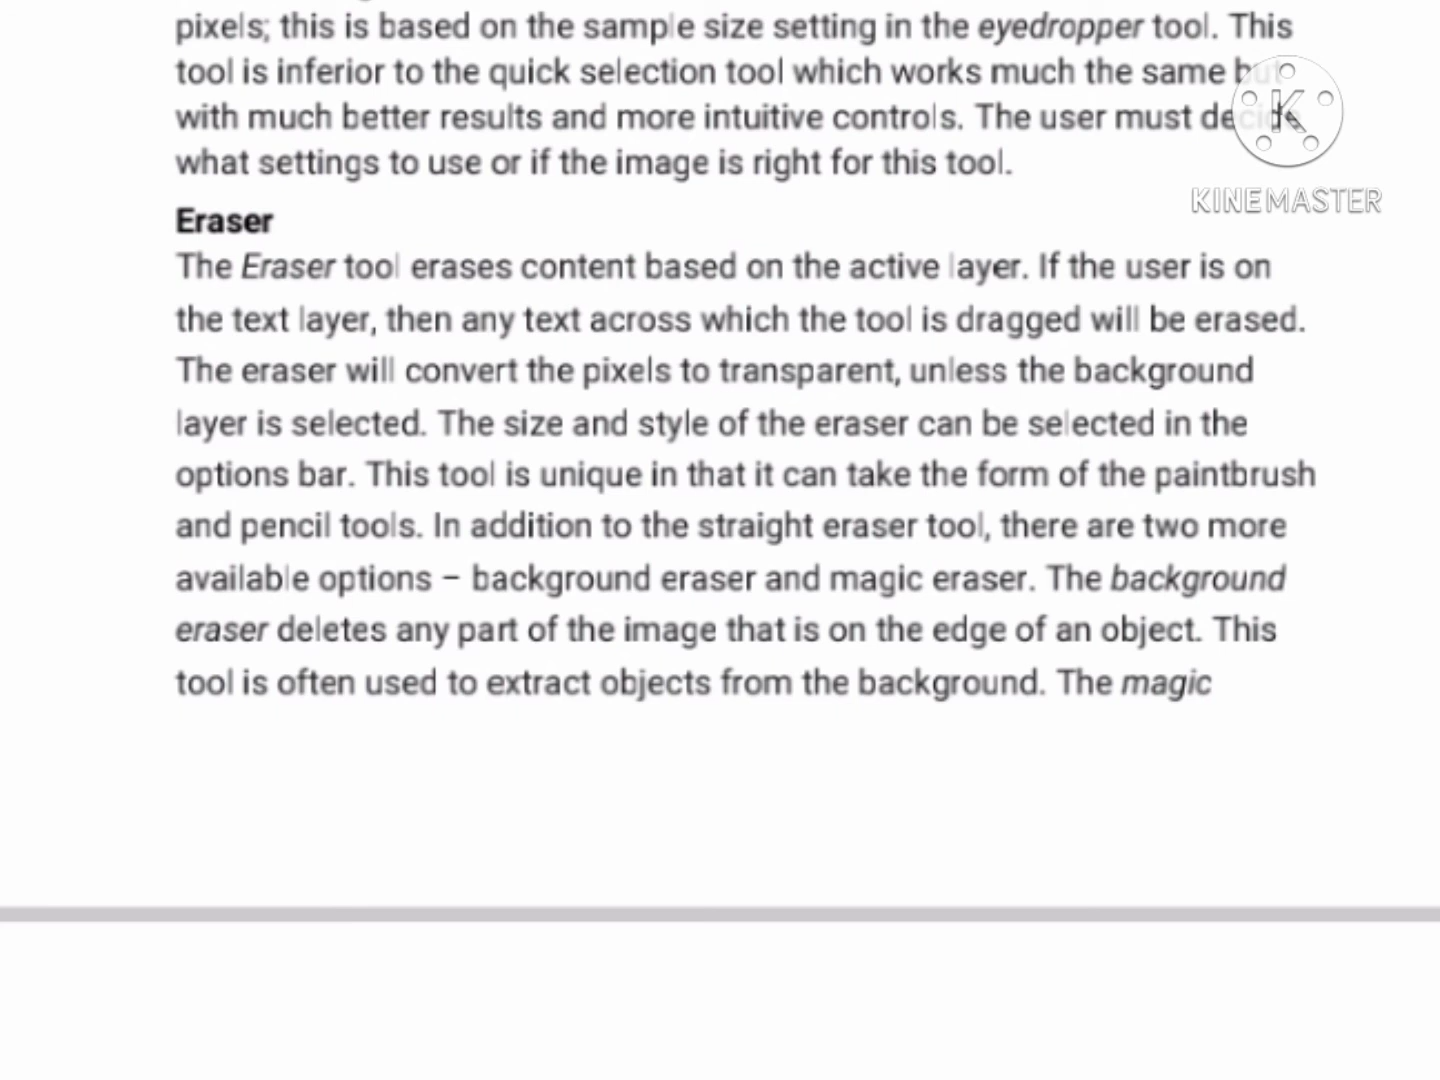 pixels; this is based on the sample size setting in the eyedropper tool. This
tool is inferior to the quick selection tool which works much the same but
with much better results and more intuitive controls. The user must decide
what settings to use or if the image is right for this tool.
K
KINEMASTER
Eraser
The Eraser tool erases content based on the active layer. If the user is on
the text layer, then any text across which the tool is dragged will be erased.
The eraser will convert the pixels to transparent, unless the background
layer is selected. The size and style of the eraser can be selected in the
options bar. This tool is unique in that it can take the form of the paintbrush
and pencil tools. In addition to the straight eraser tool, there are two more
available options – background eraser and magic eraser. The background
eraser deletes any part of the image that is on the edge of an object. This
tool is often used to extract objects from the background. The magic